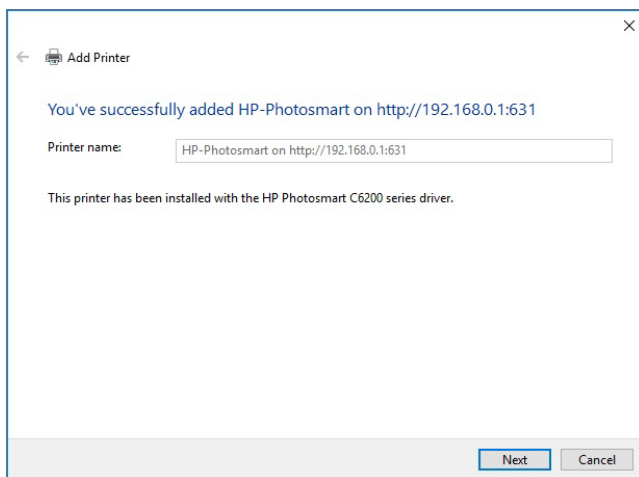 Add Printer
You've successfully added HP-Photosmart on http://192.168.0.1:631
Printer name: HP-Photosmart on http://192.168.0.1:631
This printer has been installed with the HP Photosmart C6200 series driver.
Next Cancel